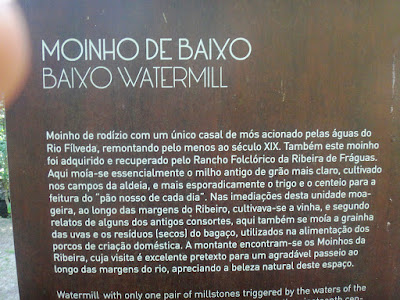 MOINHO DE BAIXO
BAIXO WATERMILL
Moinho de rodízio com um único casal de mós acionado pelas águas do
Rio Fílveda, remontando pelo menos ao século XIX. Também este moinho
foi adquirido e recuperado pelo Rancho Folclórico da Ribeira de Fráguas.
Aqui moía-se essencialmente o milho antigo de grão mais claro, cultivado
nos campos da aldeia, e mais esporadicamente o trigo e o centeio para a
feitura do "pão nosso de cada dia". Nas imediações desta unidade moa-
geira, ao longo das margens do Ribeiro, cultivava-se a vinha, e segundo
relatos de alguns dos antigos consortes, aqui também se moía a grainha
das uvas e os resíduos (secos) do bagaço, utilizados na alimentação dos
porcos de criação doméstica. A montante encontram-se os Moinhos da
Ribeira, cuja visita é excelente pretexto para um agradável passeio ao
longo das margens do rio, apreciando a beleza natural deste espaço.
Watermill with only one pair of millstones triggered by the waters of the